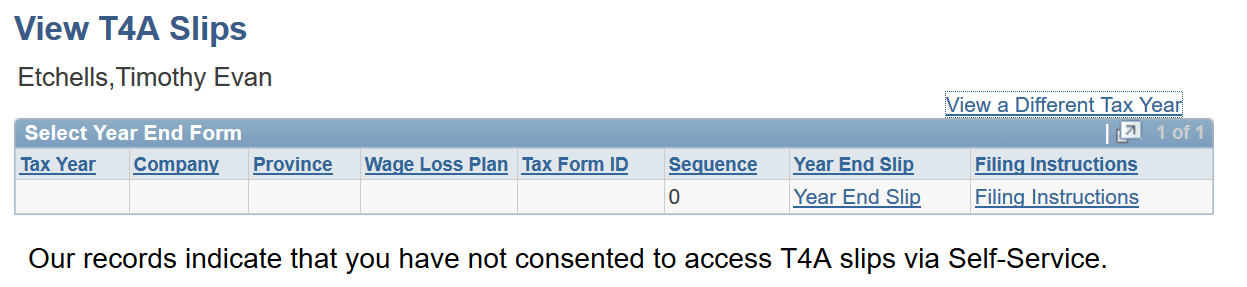 View T4A Slips
Etchells,Timothy Evan
View a Different Tax Year
Select Year End Form | 1 of 1
Tax Year Company Province Wage Loss Plan Tax Form ID Sequence Year End Slip Filing Instructions
0 Year End Slip Filing Instructions
Our records indicate that you have not consented to access T4A slips via Self-Service.